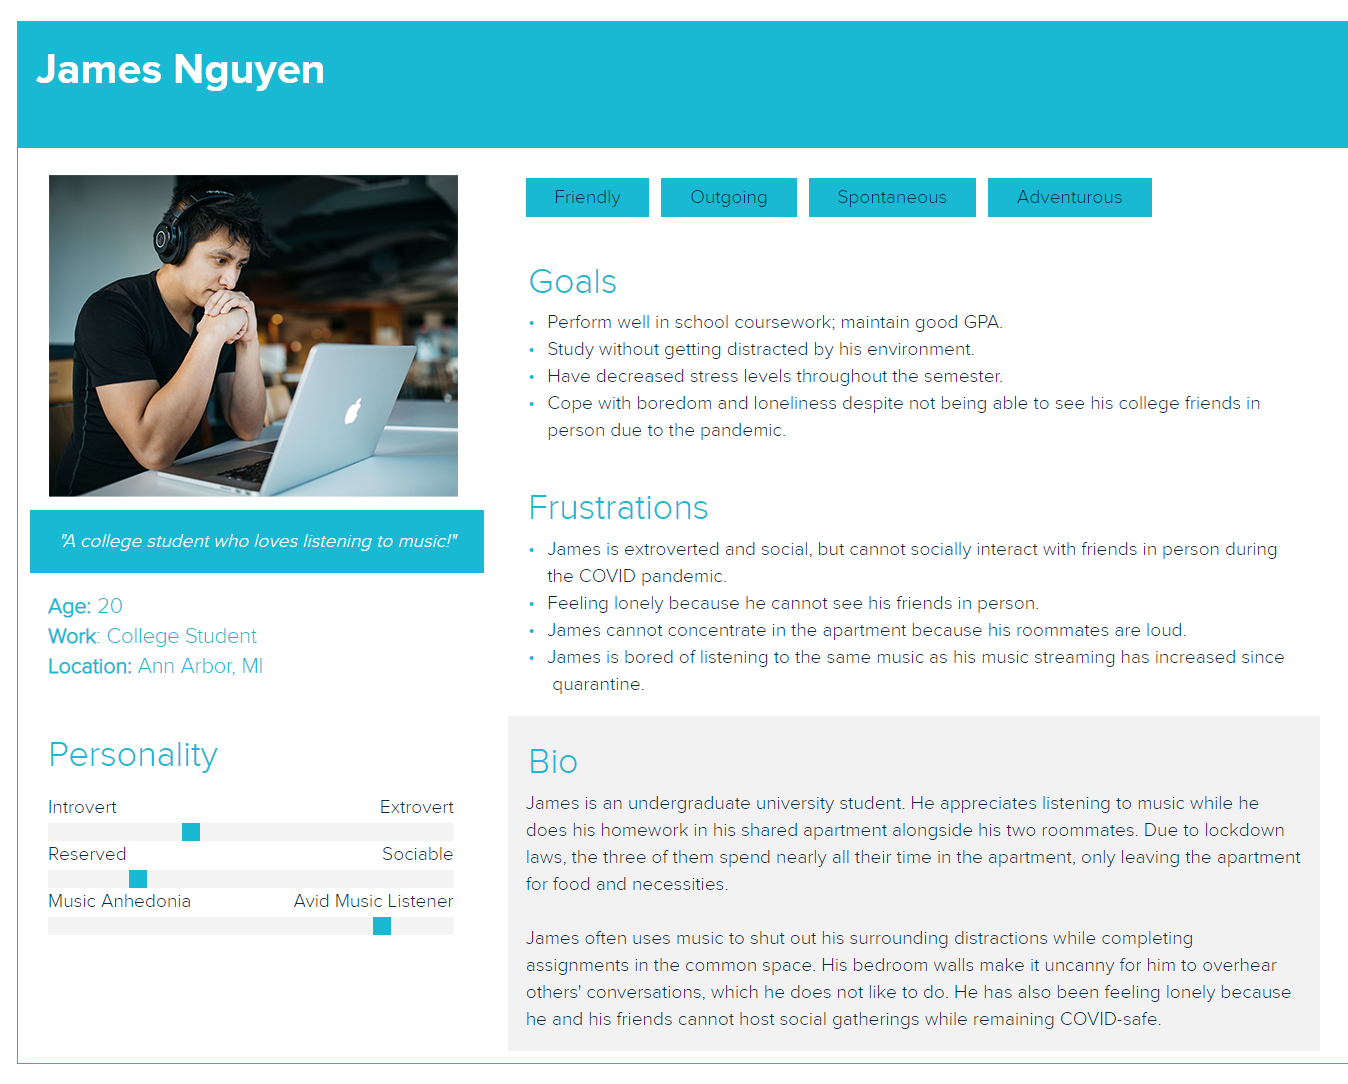 James Nguyen
Friendly
Outgoing
Spontaneous
Adventurous
"A college student who loves listening to music!"
Age: 20
Work: College Student
Location: Ann Arbor, MI
Personality
Introvert Extrovert
Reserved Sociable
Music Anhedonia Avid Music Listener
Goals
• Perform well in school coursework; maintain good GPA.
• Study without getting distracted by his environment.
• Have decreased stress levels throughout the semester.
• Cope with boredom and loneliness despite not being able to see his college friends in
person due to the pandemic.
Frustrations
• James is extroverted and social, but cannot socially interact with friends in person during
the COVID pandemic.
• Feeling lonely because he cannot see his friends in person.
• James cannot concentrate in the apartment because his roommates are loud.
• James is bored of listening to the same music as his music streaming has increased since
quarantine.
Bio
James is an undergraduate university student. He appreciates listening to music while he
does his homework in his shared apartment alongside his two roommates. Due to lockdown
laws, the three of them spend nearly all their time in the apartment, only leaving the apartment
for food and necessities.
James often uses music to shut out his surrounding distractions while completing
assignments in the common space. His bedroom walls make it uncanny for him to overhear
others' conversations, which he does not like to do. He has also been feeling lonely because
he and his friends cannot host social gatherings while remaining COVID-safe.